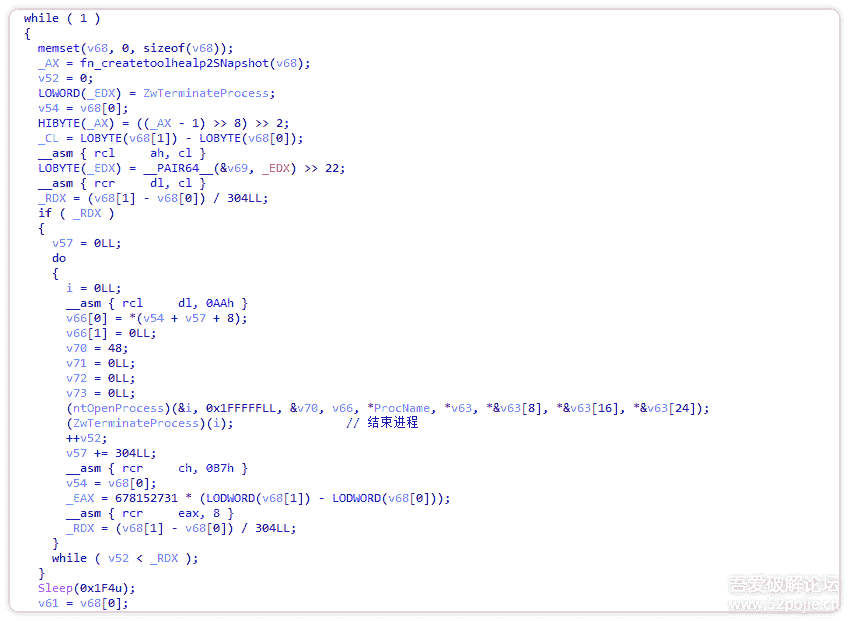 while ( 1 )
{
memset(v68, 0, sizeof(v68));
_AX = fn_createtoolhealp2SNapshot(v68);
v52 = 0;
LOWORD(_EDX) = ZwTerminateProcess;
v54 = v68[0];
HIBYTE(_AX) = ((_AX - 1) >> 8) >> 2;
_CL = LOBYTE(v68[1]) - LOBYTE(v68[0]);
__asm { rcl     ah, cl }
LOBYTE(_EDX) = __PAIR64__(&v69, _EDX) >> 22;
__asm { rcr     dl, cl }
_RDX = (v68[1] - v68[0]) / 304LL;
if ( _RDX )
{
v57 = 0LL;
do
{
i = 0LL;
__asm { rcl     dl, 0AAh }
v66[0] = *(v54 + v57 + 8);
v66[1] = 0LL;
v70 = 48;
v71 = 0LL;
v72 = 0LL;
v73 = 0LL;
(ntOpenProcess)(&i, 0x1FFFFFLL, &v70, v66, *ProcName, *v63, *&v63[8], *&v63[16], *&v63[24]);
(ZwTerminateProcess)(i);                 // 结束进程
++v52;
v57 += 304LL;
__asm { rcr     ch, 0B7h }
v54 = v68[0];
_EAX = 678152731 * (LODWORD(v68[1]) - LODWORD(v68[0]));
__asm { rcr     eax, 8 }
_RDX = (v68[1] - v68[0]) / 304LL;
}
while ( v52 < _RDX );
}
Sleep(0x1F4u);
v61 = v68[0];
吾爱破解论坛
www.52pojie.cn